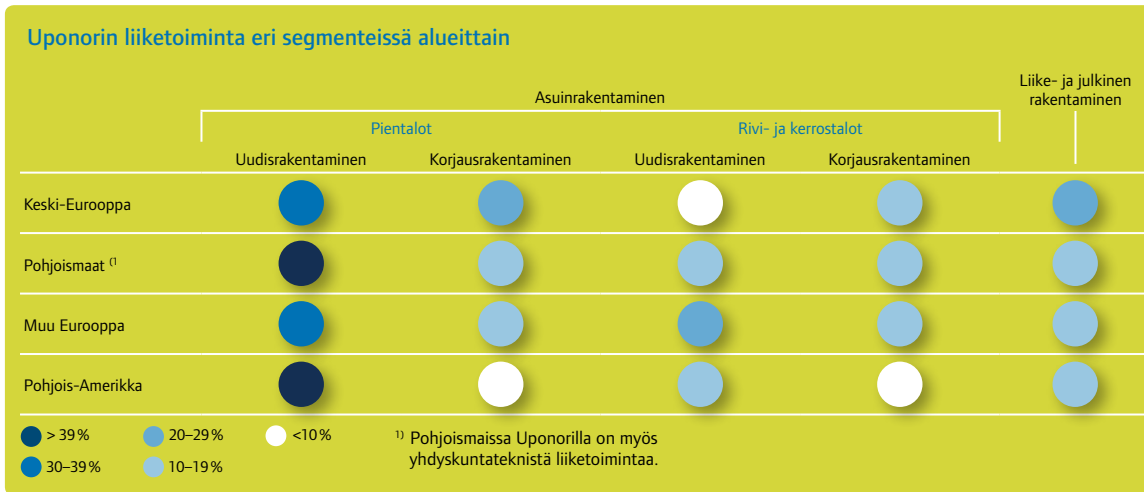 Uponorin liiketoiminta eri segmenteissä alueittain
Liike- ja julkinen
rakentaminen
Asuinrakentaminen
Pientalot
Rivi- ja kerrostalot
Uudisrakentaminen
Korjausrakentaminen
Uudisrakentaminen
Korjausrakentaminen
Keski-Eurooppa
Pohjoismaat (1
Muu Eurooppa
Pohjois-Amerikka
> 39 %
20–29 %
<10 %
30–39 %
10–19 %
1) Pohjoismaissa Uponorilla on myös
yhdyskuntateknistä liiketoimintaa.